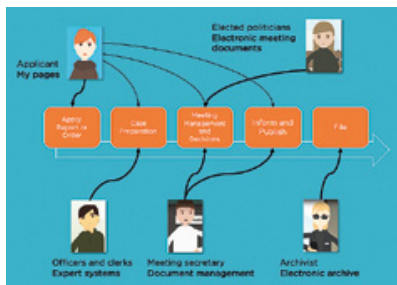 Elected politicians
Electronic meeting
documents
Applicant
My pages
Apply
Report or
Order
Case
Preparation
Meeting
Management
and
Decisions
Inform and
Publish
File
Officers and clerks
Expert systems
Meeting secretary
Document management
Archivist
Electronic archive